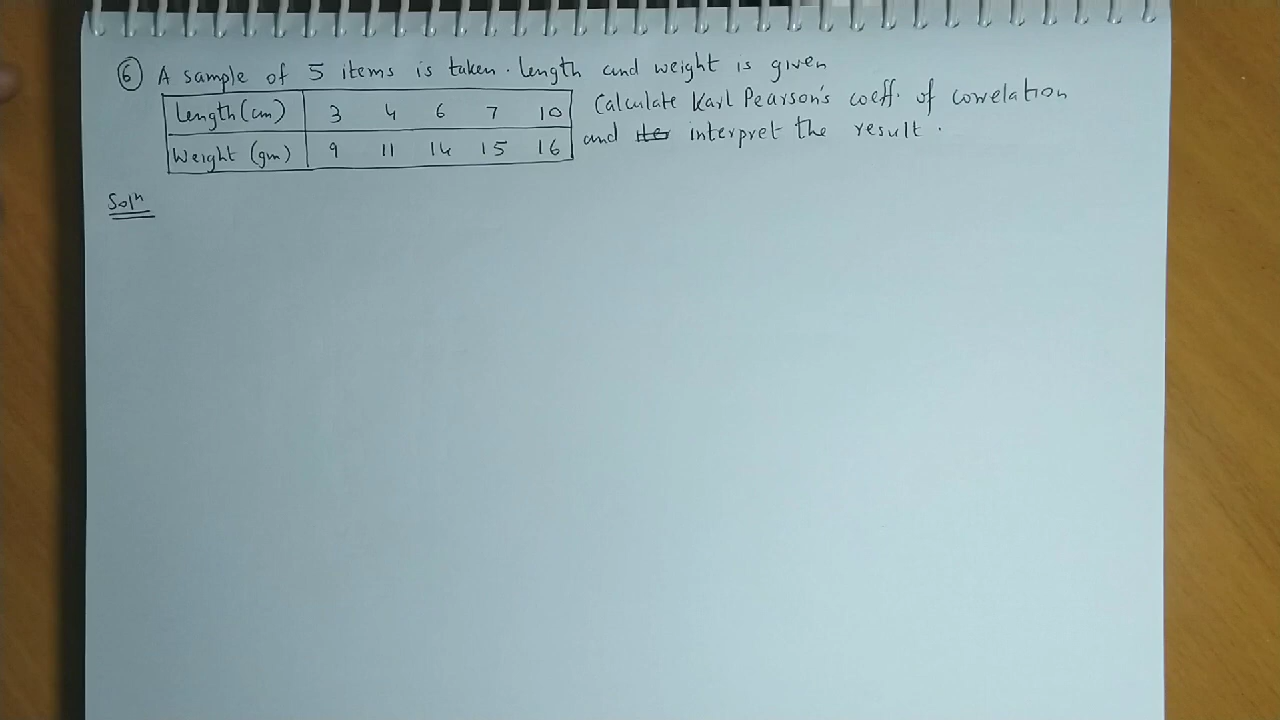 ⑥ A sample of 5 items is taken. Length and weight is given
Length (cm) 3 4 6 7 10
Weight (gm) 9 11 14 15 16
Calculate Karl Pearson's coeff. of correlation
and interpret the result.
Solⁿ